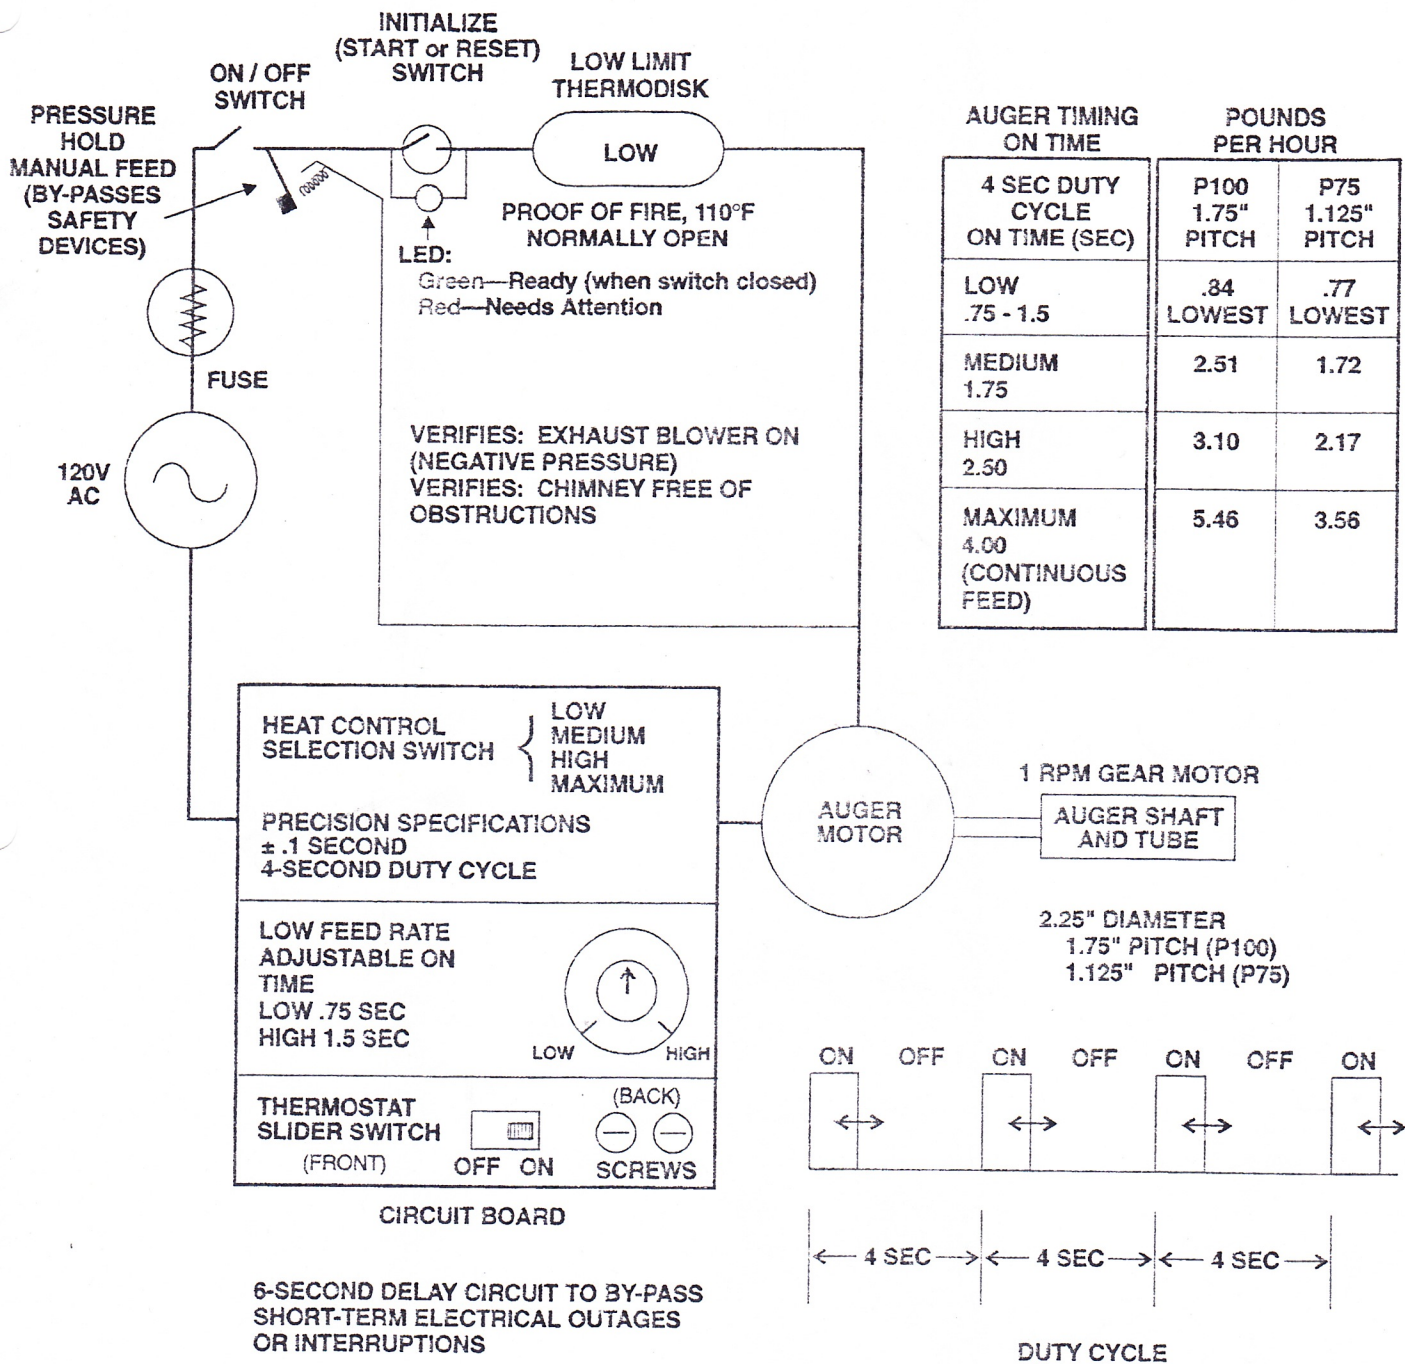 INITIALIZE
(START or RESET)
SWITCH
ON / OFF
SWITCH
LOW LIMIT
THERMODISK
PRESSURE
HOLD
MANUAL FEED
(BY-PASSES
SAFETY
DEVICES)
LOW
PROOF OF FIRE, 110°F
NORMALLY OPEN
LED:
Green—Ready (when switch closed)
Red—Needs Attention
FUSE
120V
AC
VERIFIES: EXHAUST BLOWER ON
(NEGATIVE PRESSURE)
VERIFIES: CHIMNEY FREE OF
OBSTRUCTIONS
AUGER TIMING
ON TIME
POUNDS
PER HOUR
4 SEC DUTY
CYCLE
ON TIME (SEC)
P100
1.75"
PITCH
P75
1.125"
PITCH
LOW
.75 - 1.5
.84
LOWEST
.77
LOWEST
MEDIUM
1.75
2.51
1.72
HIGH
2.50
3.10
2.17
MAXIMUM
4.00
(CONTINUOUS
FEED)
5.46
3.56
HEAT CONTROL
SELECTION SWITCH
LOW
MEDIUM
HIGH
MAXIMUM
PRECISION SPECIFICATIONS
± .1 SECOND
4-SECOND DUTY CYCLE
LOW FEED RATE
ADJUSTABLE ON
TIME
LOW .75 SEC
HIGH 1.5 SEC
LOW
HIGH
THERMOSTAT
SLIDER SWITCH
(FRONT)
OFF ON
(BACK)
SCREWS
CIRCUIT BOARD
6-SECOND DELAY CIRCUIT TO BY-PASS
SHORT-TERM ELECTRICAL OUTAGES
OR INTERRUPTIONS
AUGER
MOTOR
1 RPM GEAR MOTOR
AUGER SHAFT
AND TUBE
2.25" DIAMETER
1.75" PITCH (P100)
1.125" PITCH (P75)
ON OFF ON OFF ON OFF ON
4 SEC 4 SEC 4 SEC
DUTY CYCLE